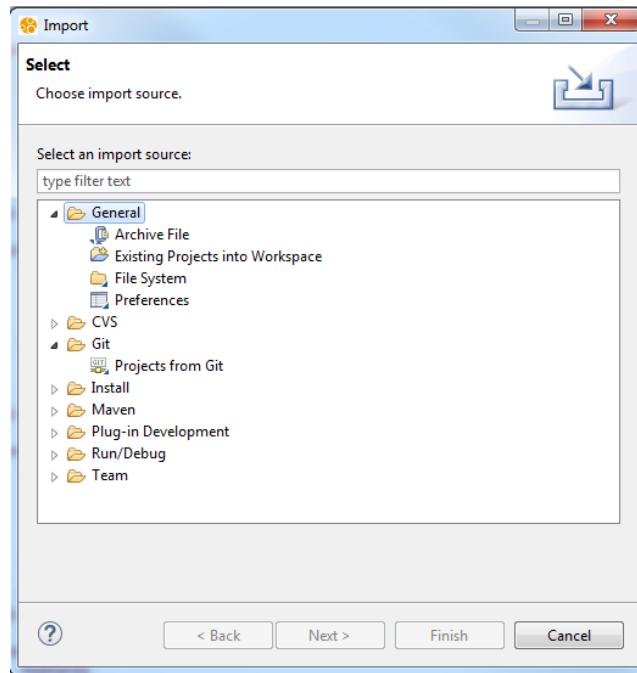 Import
Select
Choose import source.
Select an import source:
type filter text
General
Archive File
Existing Projects into Workspace
File System
Preferences
CVS
Git
GIT Projects from Git
Install
Maven
Plug-in Development
Run/Debug
Team
?
< Back Next > Finish Cancel